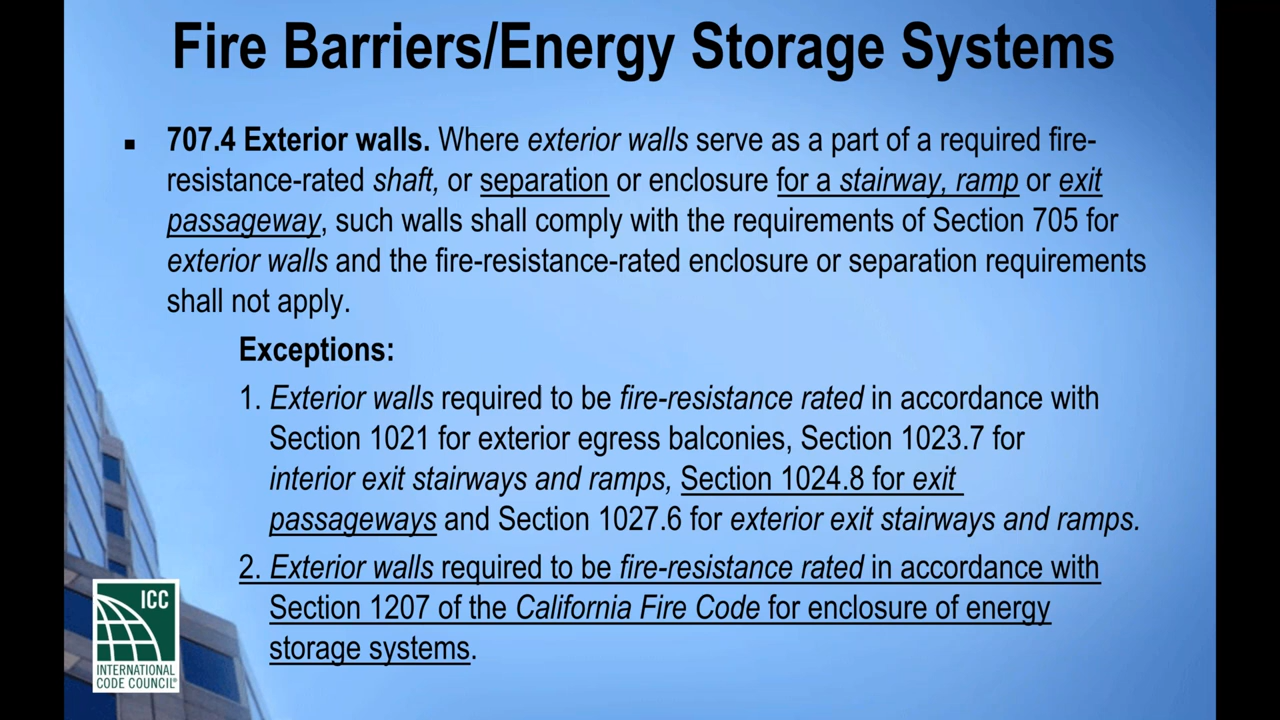 Fire Barriers/Energy Storage Systems
▪ 707.4 Exterior walls. Where exterior walls serve as a part of a required fire-
resistance-rated shaft, or separation or enclosure for a stairway, ramp or exit
passageway, such walls shall comply with the requirements of Section 705 for
exterior walls and the fire-resistance-rated enclosure or separation requirements
shall not apply.
Exceptions:
1. Exterior walls required to be fire-resistance rated in accordance with
Section 1021 for exterior egress balconies, Section 1023.7 for
interior exit stairways and ramps, Section 1024.8 for exit
passageways and Section 1027.6 for exterior exit stairways and ramps.
2. Exterior walls required to be fire-resistance rated in accordance with
Section 1207 of the California Fire Code for enclosure of energy
storage systems.
ICC
INTERNATIONAL
CODE COUNCIL®